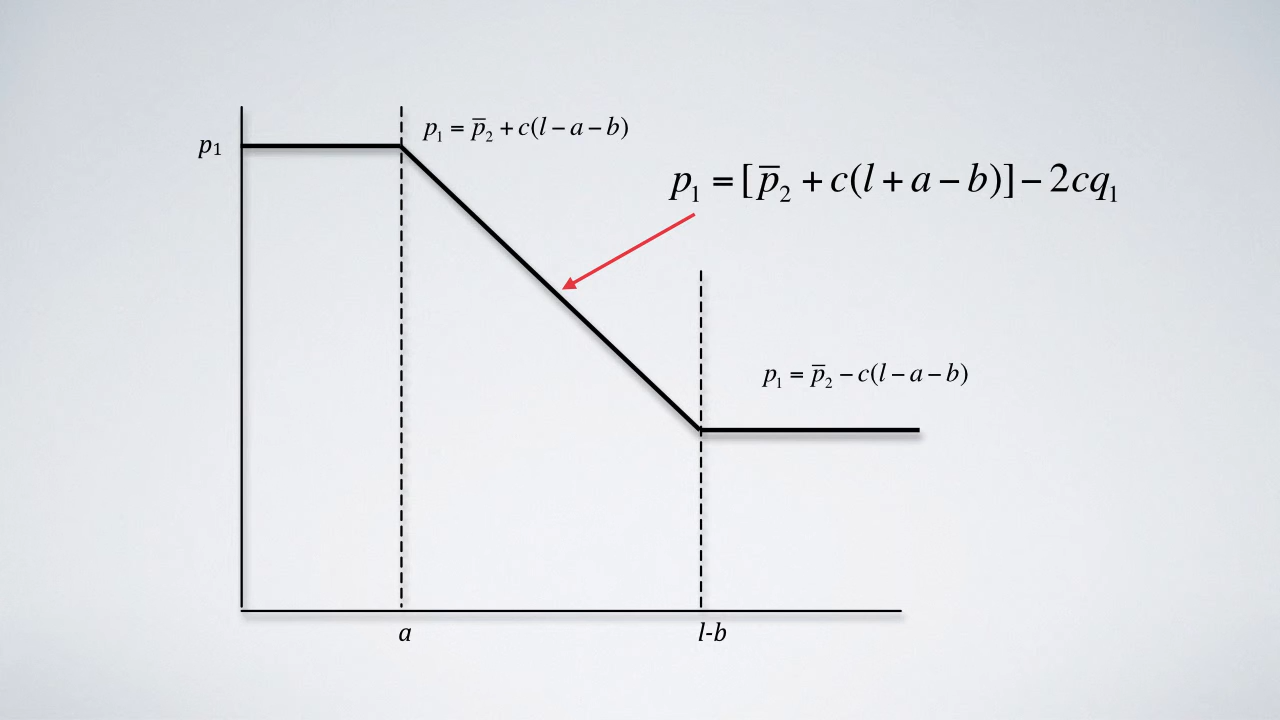 p₁ = p̅₂ + c(l − a − b)
p₁
p₁ = [p̅₂ + c(l + a − b)] − 2cq₁
p₁ = p̅₂ − c(l − a − b)
a
l-b